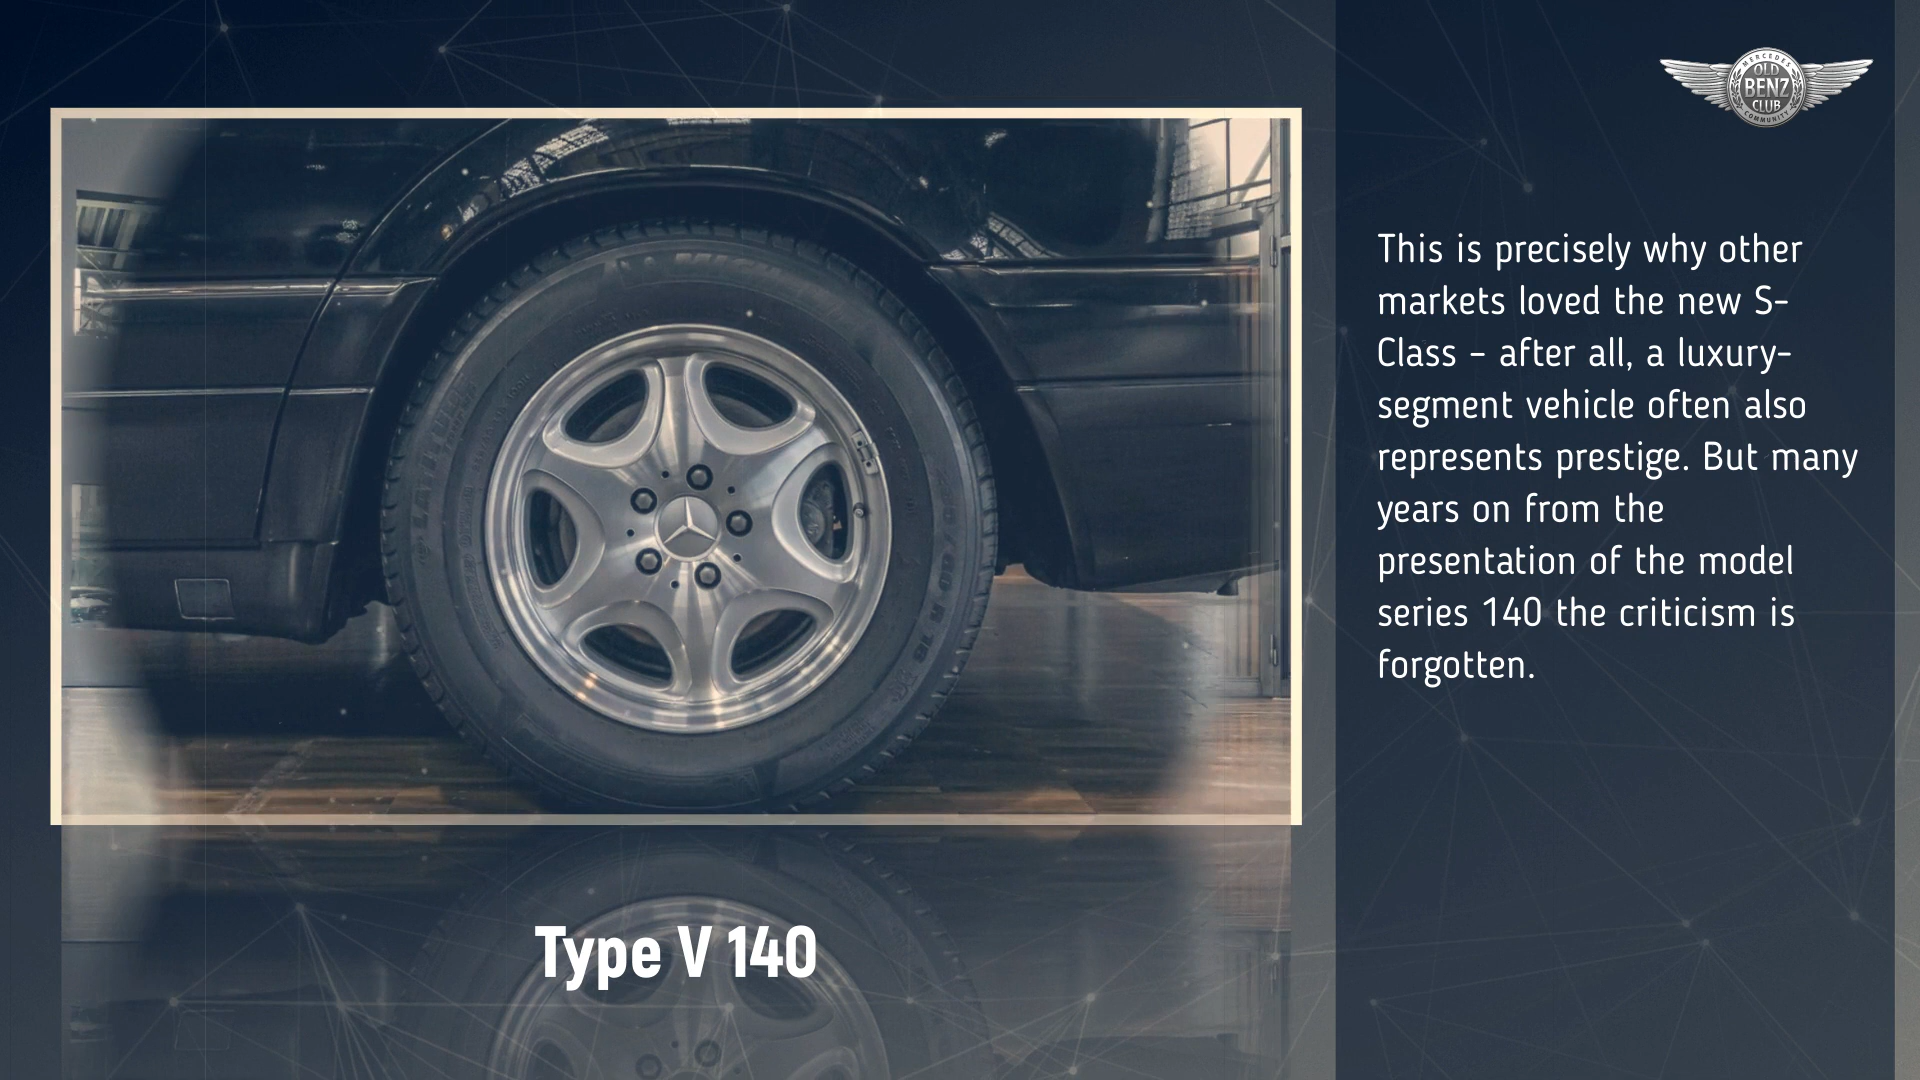 MERCEDES
OLD
BENZ
CLUB
COMMUNITY
This is precisely why other
markets loved the new S-
Class - after all, a luxury-
segment vehicle often also
represents prestige. But many
years on from the
presentation of the model
series 140 the criticism is
forgotten.
Type V 140